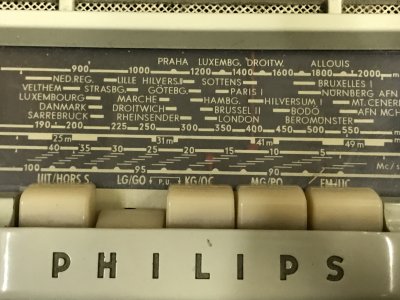 PRAHA LUXEMBG. DROITW. ALLOUIS
900 1000 1200 1400 1600 1800 2000 m
NED.REG. LILLE HILVERS.I SOTTENS BRUXELLES I
VELTHEM STRASBG. GÖTEBG. PARIS I NÜRNBERG AFN
LUXEMBOURG MARCHE HAMBG. HILVERSUM I MT.CENERI
DANMARK DROITWICH BRUSSEL II BODÖ AFN MCH
SARREBRUCK RHEINSENDER LONDON BEROMÜNSTER
190 200 225 250 300 350 400 450 500 550
25 m 31 m 41 m 49 m
40 35 30 25 20 15 10 5
100 95 90 Mc/s
UIT/HORS S. LG/GO P.U. KG/OC MG/PO FM-UC
PHILIPS